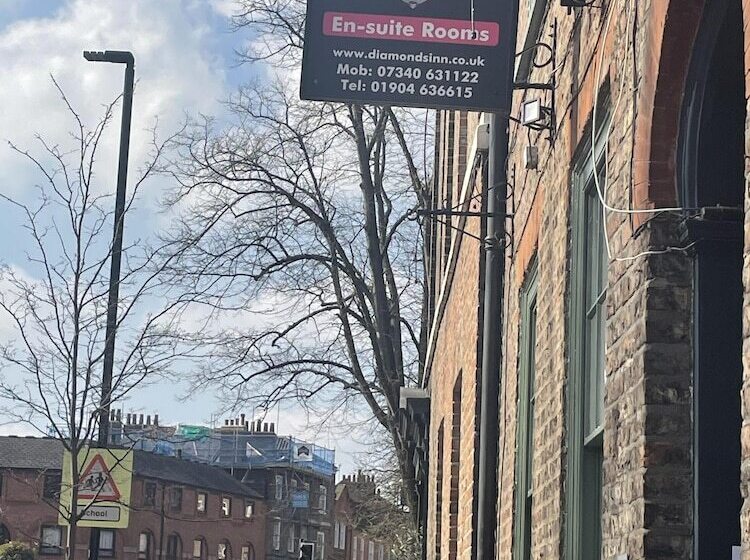 En-suite Rooms
www.diamondsinn.co.uk
Mob: 07340 631122
Tel: 01904 636615
School